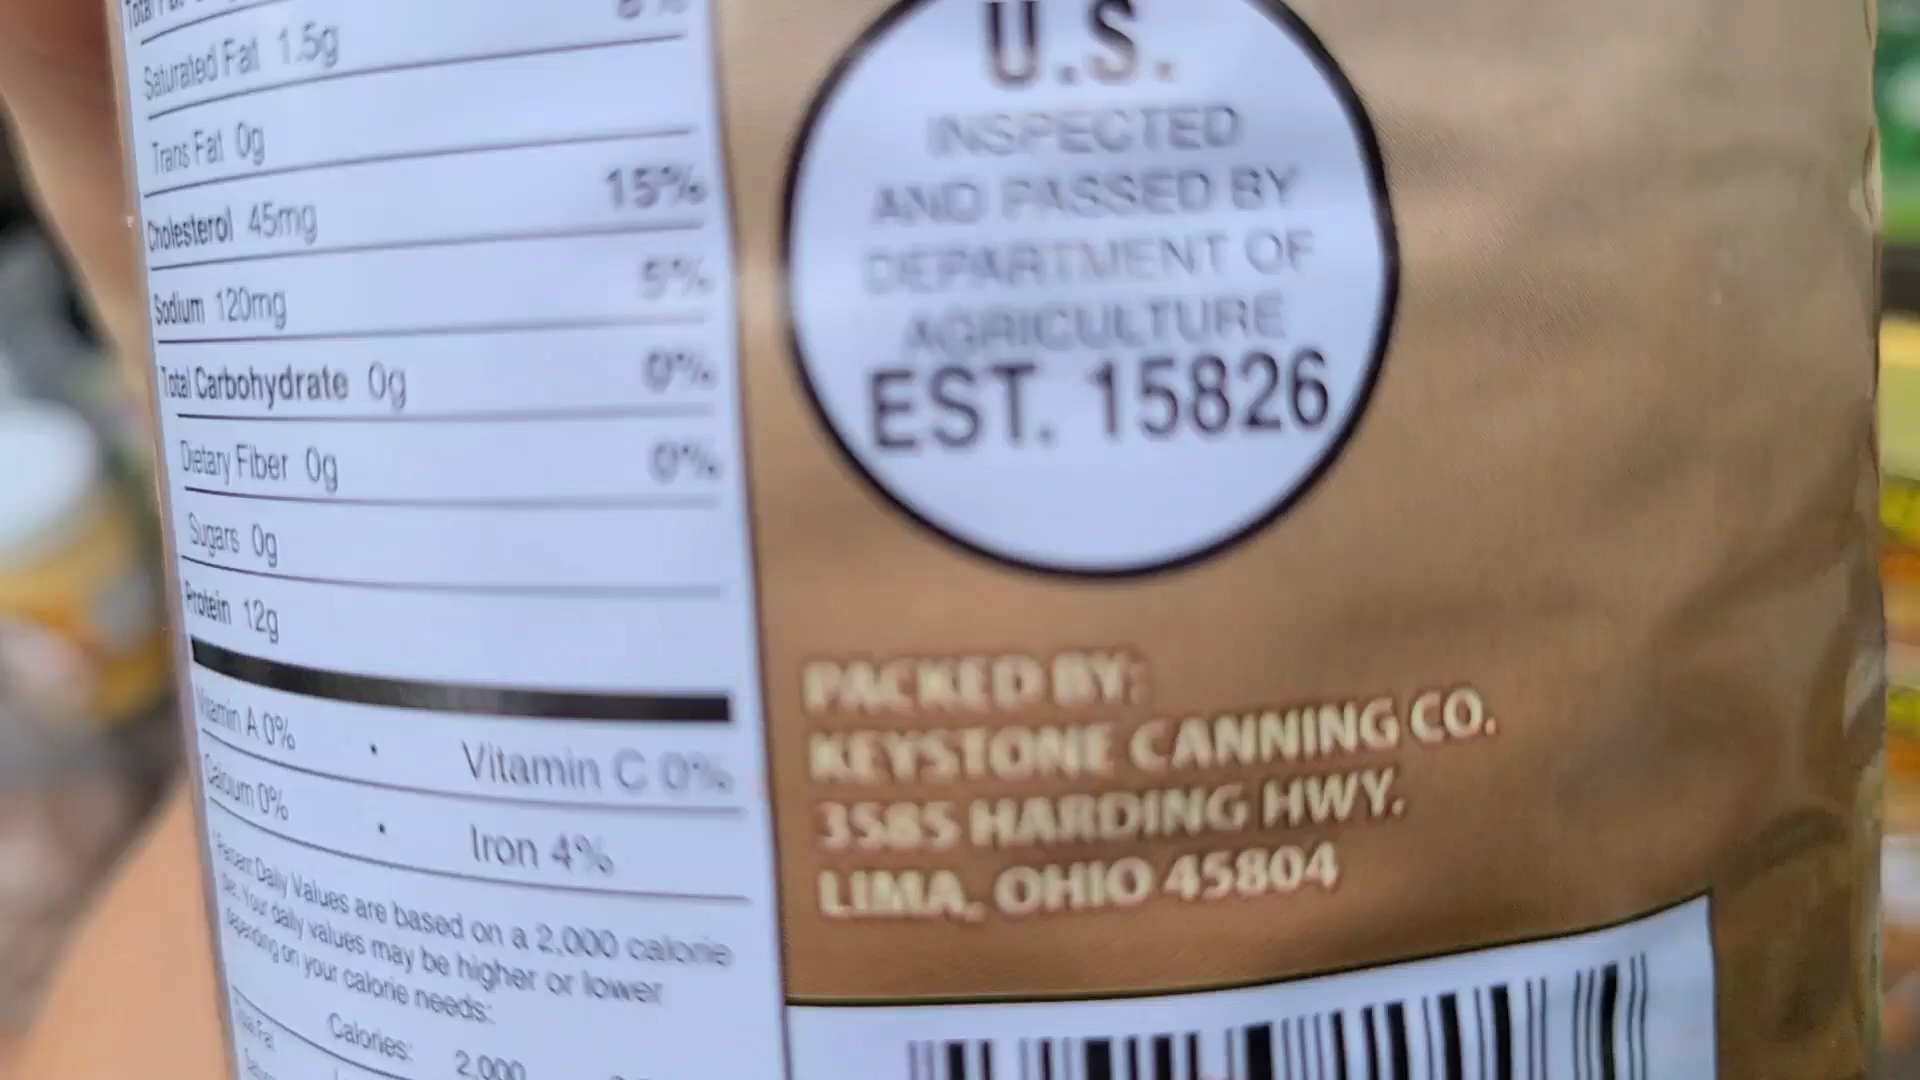 Saturated Fat 1.5g
Trans Fat 0g
Cholesterol 45mg 15%
Sodium 120mg 5%
Total Carbohydrate 0g 0%
Dietary Fiber 0g 0%
Sugars 0g
Protein 12g
Vitamin A 0% • Vitamin C 0%
Calcium 0% • Iron 4%
*Percent Daily Values are based on a 2,000 calorie
diet. Your daily values may be higher or lower
depending on your calorie needs:
Calories: 2,000
U.S.
INSPECTED
AND PASSED BY
DEPARTMENT OF
AGRICULTURE
EST. 15826
PACKED BY:
KEYSTONE CANNING CO.
3585 HARDING HWY.
LIMA, OHIO 45804